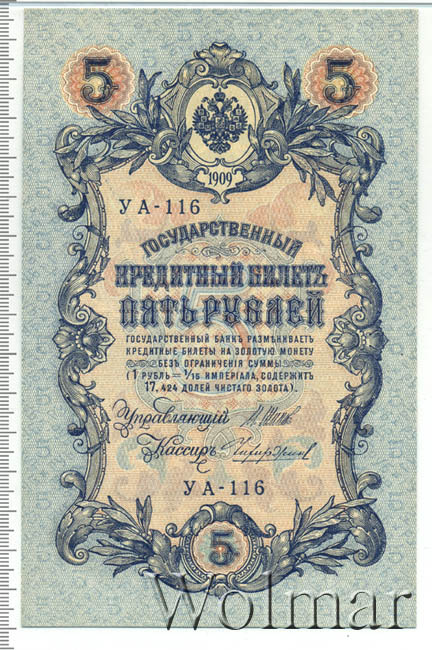 5 5
1909
УА-116
ГОСУДАРСТВЕННЫЙ
КРЕДИТНЫЙ БИЛЕТЪ
ПЯТЬ РУБЛЕЙ
ГОСУДАРСТВЕННЫЙ БАНКЪ РАЗМѢНИВАЕТЪ
КРЕДИТНЫЕ БИЛЕТЫ НА ЗОЛОТУЮ МОНЕТУ
БЕЗЪ ОГРАНИЧЕНІЯ СУММЫ
(1 РУБЛЬ = 1/15 ИМПЕРІАЛА, СОДЕРЖИТЪ
17,424 ДОЛЕЙ ЧИСТАГО ЗОЛОТА).
Управляющій
Кассиръ
УА-116
5
Wolmar